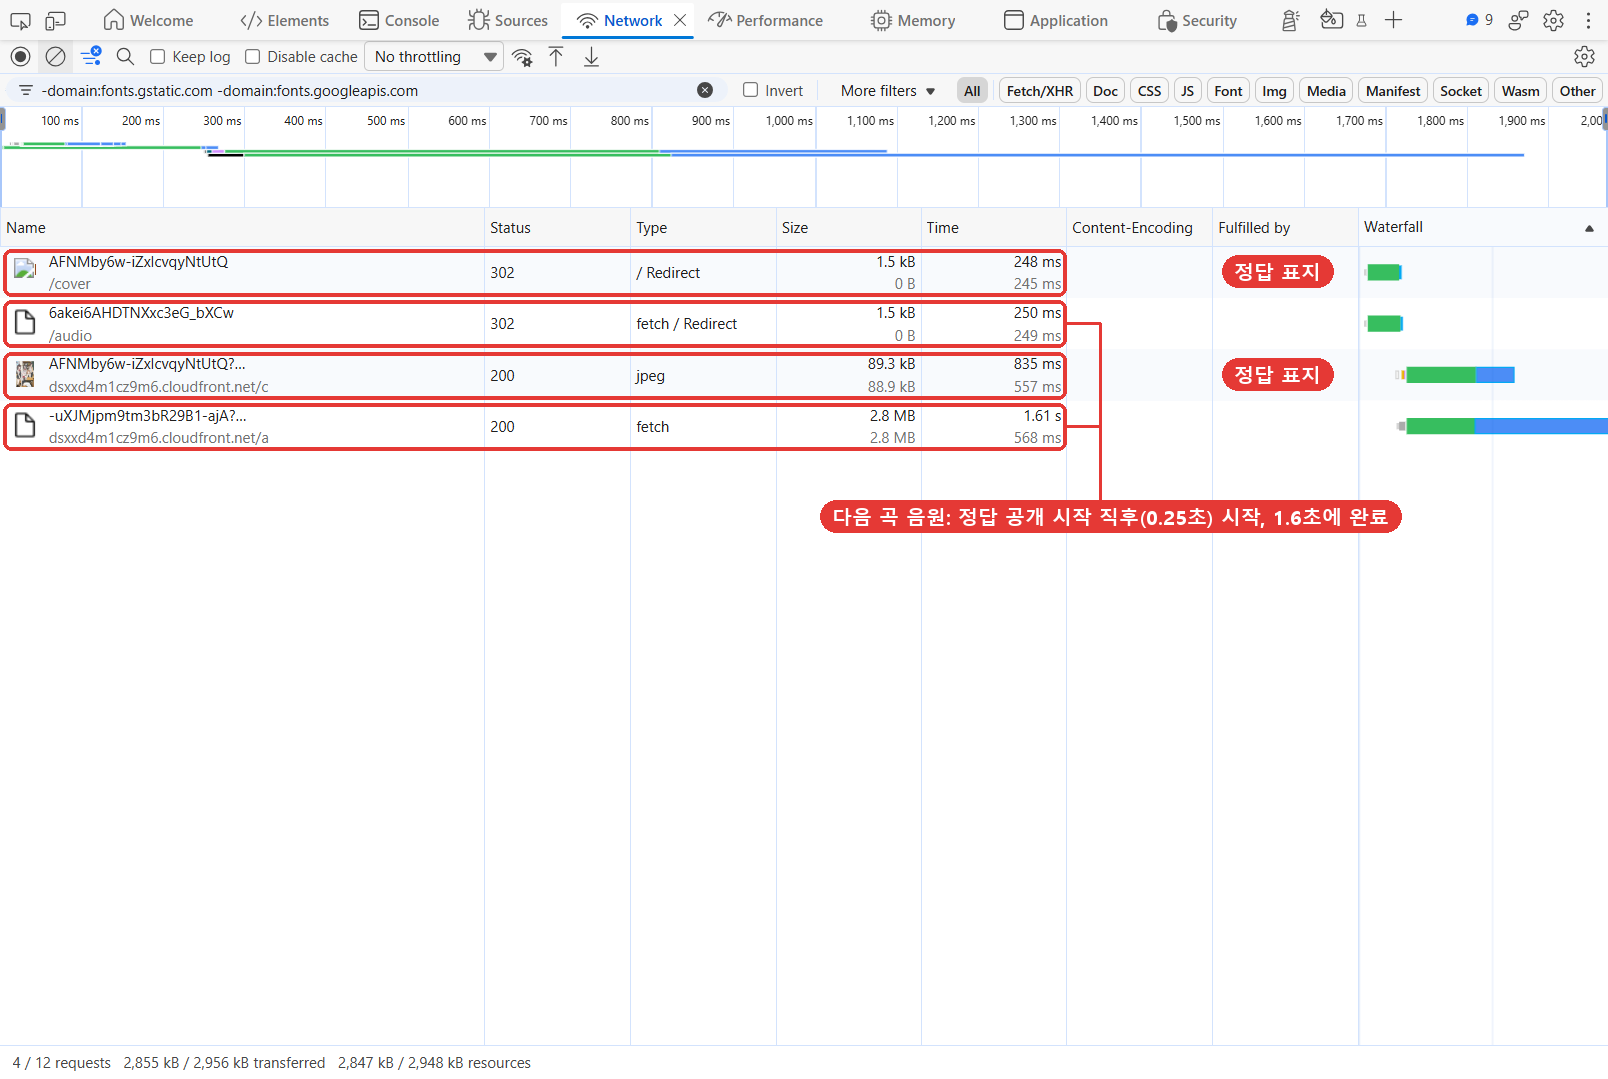 Welcome Elements Console Sources Network Performance Memory Application Security 9
Keep log Disable cache No throttling
-domain:fonts.gstatic.com -domain:fonts.googleapis.com Invert More filters All Fetch/XHR Doc CSS JS Font Img Media Manifest Socket Wasm Other
100 ms 200 ms 300 ms 400 ms 500 ms 600 ms 700 ms 800 ms 900 ms 1,000 ms 1,100 ms 1,200 ms 1,300 ms 1,400 ms 1,500 ms 1,600 ms 1,700 ms 1,800 ms 1,900 ms 2,00
Name Status Type Size Time Content-Encoding Fulfilled by Waterfall
AFNMby6w-iZxlcvqyNtUtQ 1.5 kB 248 ms
302 / Redirect 정답 표지
/cover 0 B 245 ms
6akei6AHDTNXxc3eG_bXCw 1.5 kB 250 ms
302 fetch / Redirect
/audio 0 B 249 ms
AFNMby6w-iZxlcvqyNtUtQ?... 89.3 kB 835 ms
200 jpeg 정답 표지
dsxxd4m1cz9m6.cloudfront.net/c 88.9 kB 557 ms
-uXJMjpm9tm3bR29B1-ajA?... 2.8 MB 1.61 s
200 fetch
dsxxd4m1cz9m6.cloudfront.net/a 2.8 MB 568 ms
다음 곡 음원: 정답 공개 시작 직후(0.25초) 시작, 1.6초에 완료
4 / 12 requests 2,855 kB / 2,956 kB transferred 2,847 kB / 2,948 kB resources